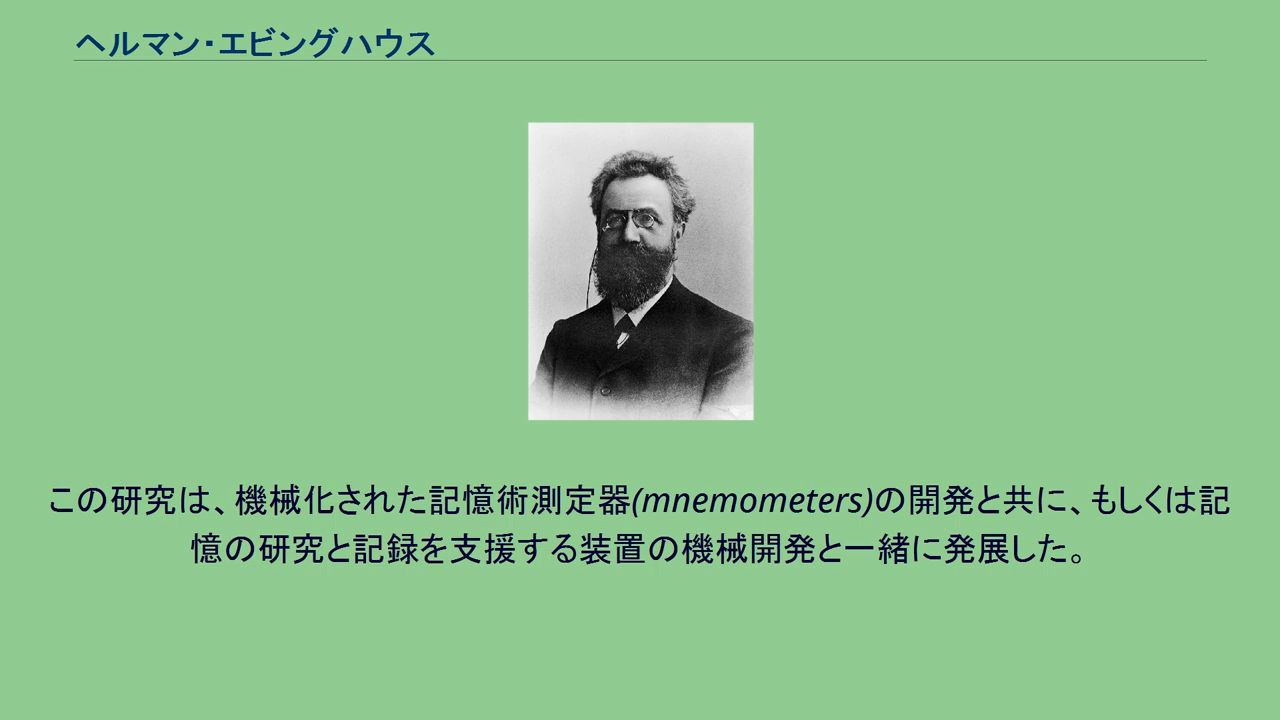 ヘルマン・エビングハウス
この研究は、機械化された記憶術測定器(mnemometers)の開発と共に、もしくは記
憶の研究と記録を支援する装置の機械開発と一緒に発展した。